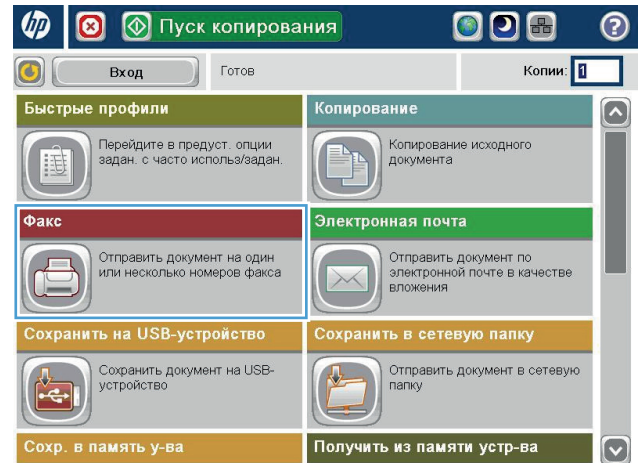 hp
Пуск копирования
?
Вход
Готов
Копии: 1
Быстрые профили
Перейдите в предуст. опции
задан. с часто использ/задан.
Копирование
Копирование исходного
документа
Факс
Отправить документ на один
или несколько номеров факса
Электронная почта
Отправить документ по
электронной почте в качестве
вложения
Сохранить на USB-устройство
Сохранить документ на USB-
устройство
Сохранить в сетевую папку
Отправить документ в сетевую
папку
Сохр. в память у-ва
Получить из памяти устр-ва